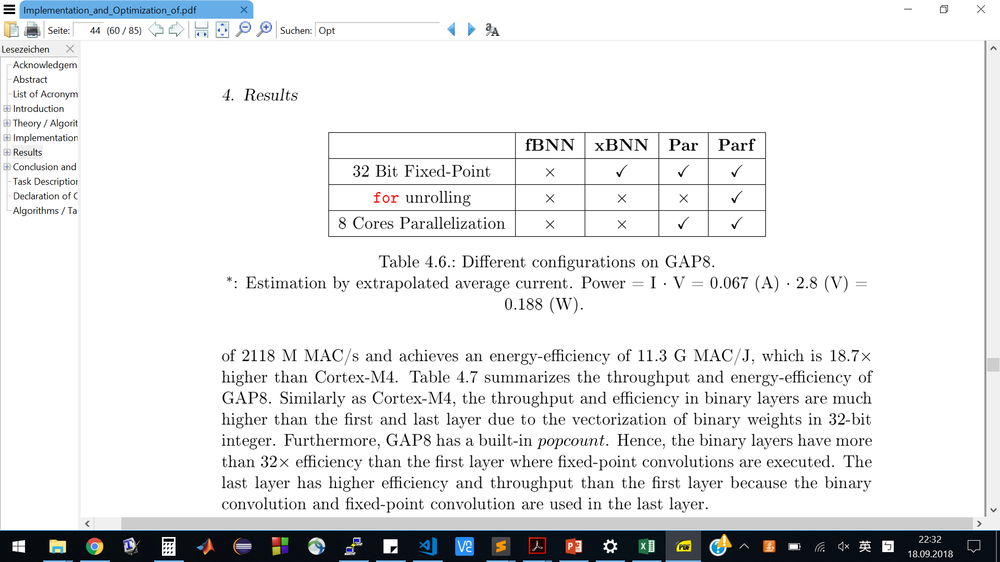 Implementation_and_Optimization_of.pdf
Seite: 44 (60 / 85) Suchen: Opt
Lesezeichen
Acknowledgem
Abstract
List of Acronym
Introduction
Theory / Algorit
Implementation
Results
Conclusion and
Task Description
Declaration of C
Algorithms / Ta
4. Results
fBNN xBNN Par Parf
32 Bit Fixed-Point × ✓ ✓ ✓
for unrolling × × × ✓
8 Cores Parallelization × × ✓ ✓
Table 4.6.: Different configurations on GAP8.
*: Estimation by extrapolated average current. Power = I · V = 0.067 (A) · 2.8 (V) =
0.188 (W).
of 2118 M MAC/s and achieves an energy-efficiency of 11.3 G MAC/J, which is 18.7×
higher than Cortex-M4. Table 4.7 summarizes the throughput and energy-efficiency of
GAP8. Similarly as Cortex-M4, the throughput and efficiency in binary layers are much
higher than the first and last layer due to the vectorization of binary weights in 32-bit
integer. Furthermore, GAP8 has a built-in popcount. Hence, the binary layers have more
than 32× efficiency than the first layer where fixed-point convolutions are executed. The
last layer has higher efficiency and throughput than the first layer because the binary
convolution and fixed-point convolution are used in the last layer.
PDF
英
ㄅ
22:32
18.09.2018